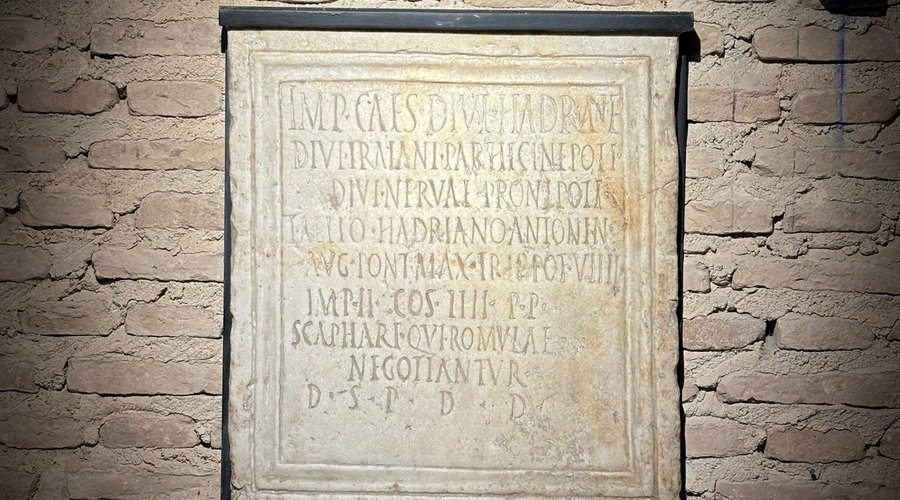 IMP·CAES·DIVI·HADRIANI·F
DIVI·TRAIANI·PARTHICI·NEPOTI
DIVI·NERVAE·PRONEPOTI
T·AELIO·HADRIANO·ANTONINO
AVG·PONT·MAX·TRIB·POT·VIIII
IMP·II·COS·IIII·P·P·
SCAPHARI·QVI·ROMVLAE
NEGOTIANTVR·
D·S·P·D·D·